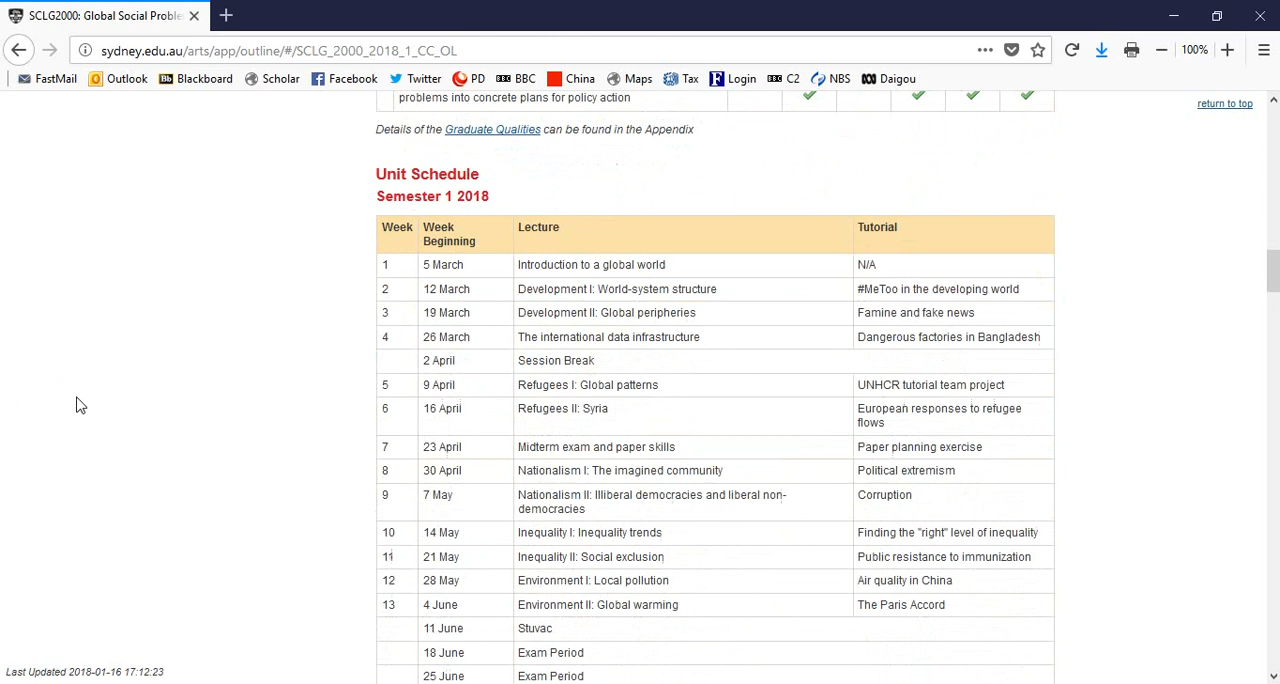 SCLG2000: Global Social Proble
sydney.edu.au/arts/app/outline/#/SCLG_2000_2018_1_CC_OL
100%
FastMail Outlook Blackboard Scholar Facebook Twitter PD BBC China Maps Tax Login C2 NBS Daigou
problems into concrete plans for policy action
return to top
Details of the Graduate Qualities can be found in the Appendix
Unit Schedule
Semester 1 2018
Week Week Beginning Lecture Tutorial
1 5 March Introduction to a global world N/A
2 12 March Development I: World-system structure #MeToo in the developing world
3 19 March Development II: Global peripheries Famine and fake news
4 26 March The international data infrastructure Dangerous factories in Bangladesh
2 April Session Break
5 9 April Refugees I: Global patterns UNHCR tutorial team project
6 16 April Refugees II: Syria European responses to refugee
flows
7 23 April Midterm exam and paper skills Paper planning exercise
8 30 April Nationalism I: The imagined community Political extremism
9 7 May Nationalism II: Illiberal democracies and liberal non- Corruption
democracies
10 14 May Inequality I: Inequality trends Finding the "right" level of inequality
11 21 May Inequality II: Social exclusion Public resistance to immunization
12 28 May Environment I: Local pollution Air quality in China
13 4 June Environment II: Global warming The Paris Accord
11 June Stuvac
18 June Exam Period
25 June Exam Period
Last Updated 2018-01-16 17:12:23